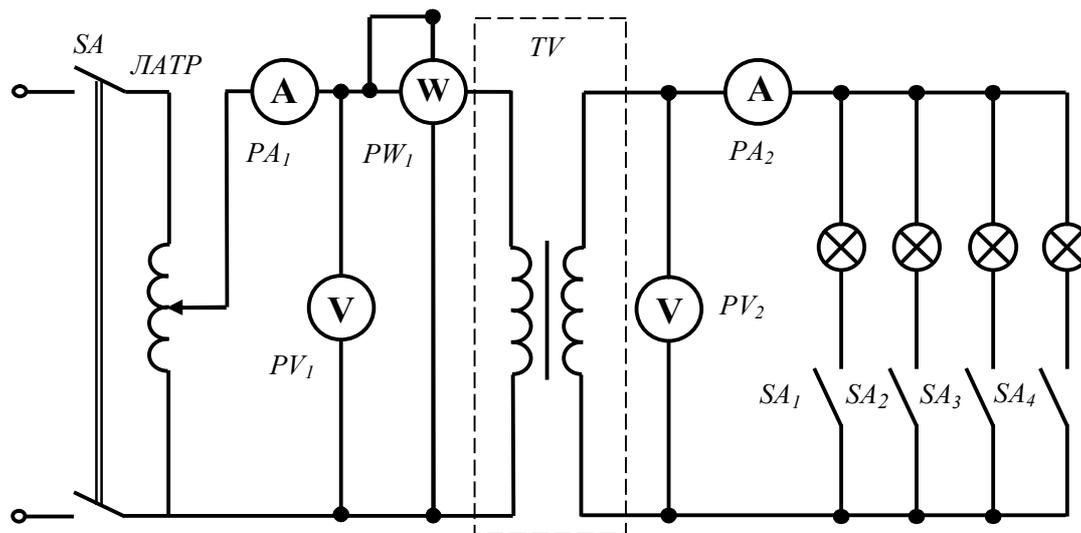 SA
ЛАТР
TV
A
W
A
PA₁
PW₁
PA₂
V
V
PV₂
PV₁
SA₁
SA₂
SA₃
SA₄